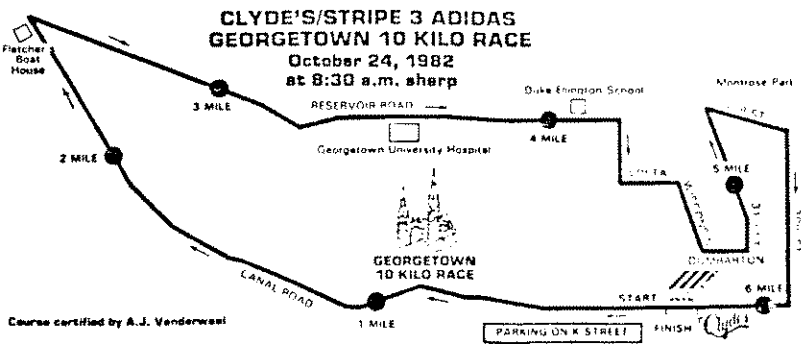 CLYDE'S/STRIPE 3 ADIDAS
GEORGETOWN 10 KILO RACE
October 24, 1982
at 8:30 a.m. sharp
Fletcher's
Boat
House
3 MILE
RESERVOIR ROAD
Duke Ellington School
Montrose Park
4 MILE
Georgetown University Hospital
2 MILE
5 MILE
GEORGETOWN
10 KILO RACE
DUMBARTON
CANAL ROAD
START
6 MILE
1 MILE
FINISH
Clyde's
PARKING ON K STREET
Course certified by A.J. Vanderwaal